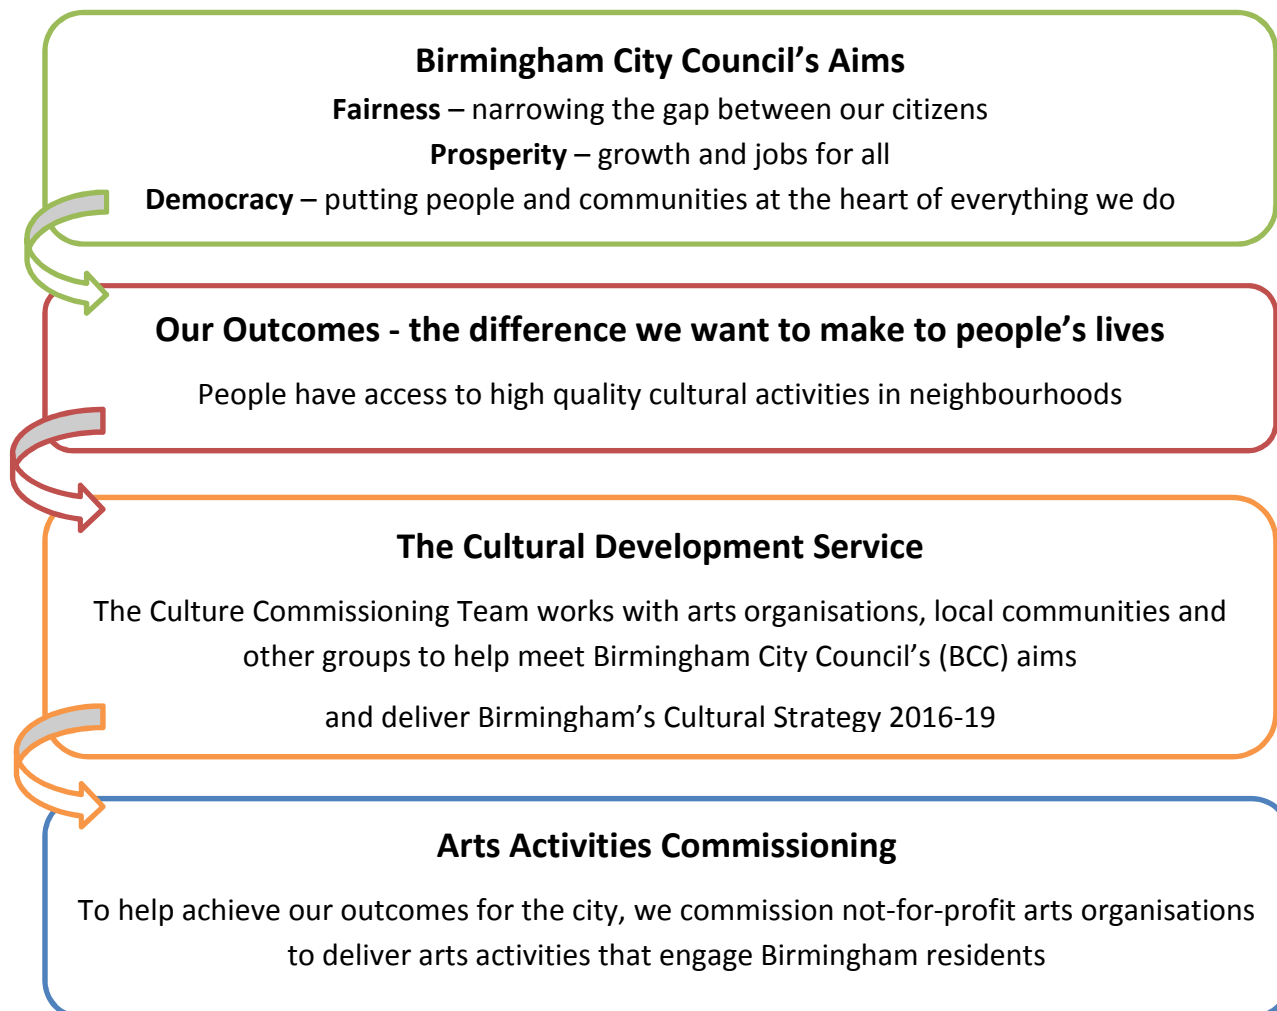 Birmingham City Council’s Aims
Fairness – narrowing the gap between our citizens
Prosperity – growth and jobs for all
Democracy – putting people and communities at the heart of everything we do
Our Outcomes - the difference we want to make to people’s lives
People have access to high quality cultural activities in neighbourhoods
The Cultural Development Service
The Culture Commissioning Team works with arts organisations, local communities and
other groups to help meet Birmingham City Council’s (BCC) aims
and deliver Birmingham’s Cultural Strategy 2016-19
Arts Activities Commissioning
To help achieve our outcomes for the city, we commission not-for-profit arts organisations
to deliver arts activities that engage Birmingham residents